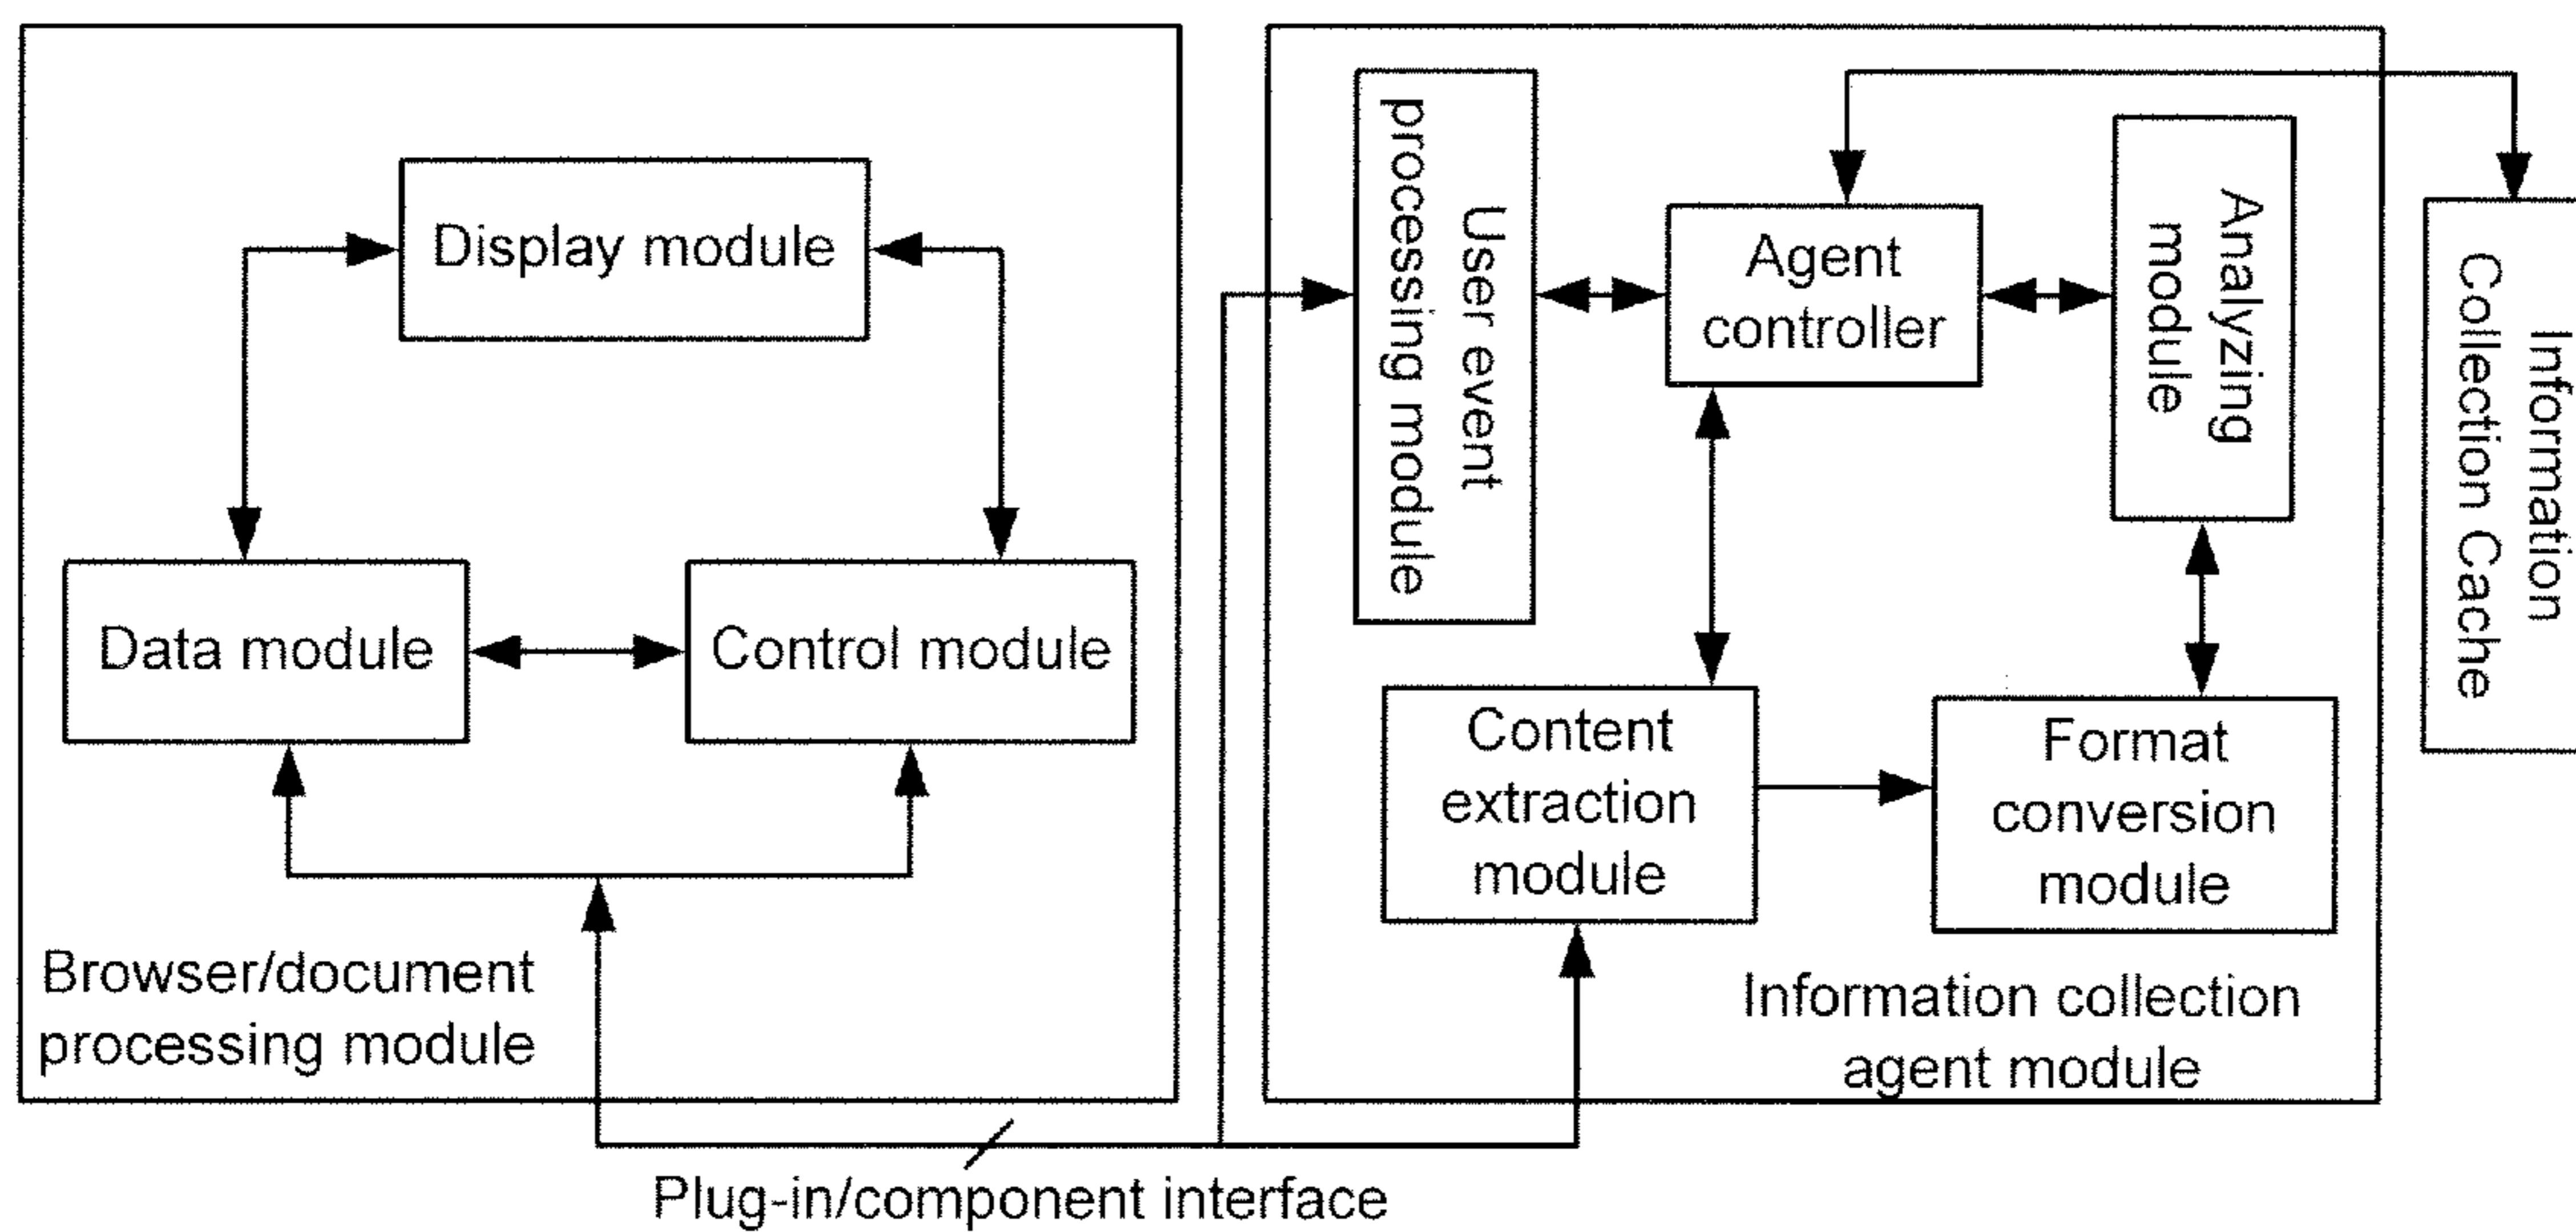 Display module
Data module
Control module
Browser/document
processing module
User event
processing module
Agent
controller
Analyzing
module
Content
extraction
module
Format
conversion
module
Information collection
agent module
Information
Collection Cache
Plug-in/component interface